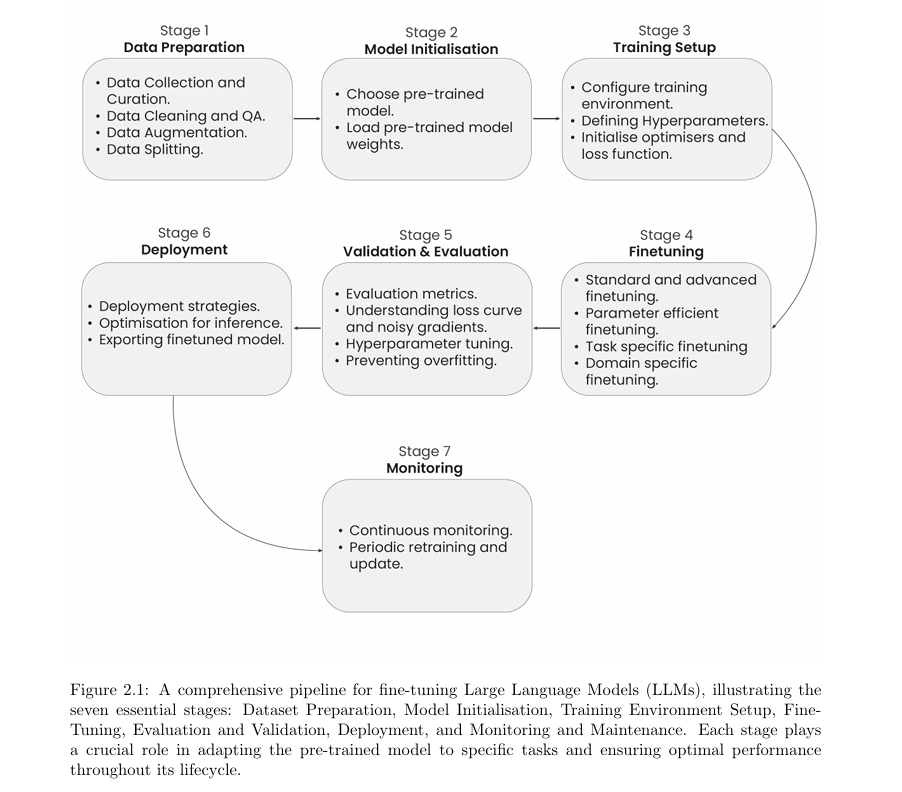 Stage 1
Data Preparation
• Data Collection and
Curation.
• Data Cleaning and QA.
• Data Augmentation.
• Data Splitting.
Stage 2
Model Initialisation
• Choose pre-trained
model.
• Load pre-trained model
weights.
Stage 3
Training Setup
• Configure training
environment.
• Defining Hyperparameters.
• Initialise optimisers and
loss function.
Stage 4
Finetuning
• Standard and advanced
finetuning.
• Parameter efficient
finetuning.
• Task specific finetuning
• Domain specific
finetuning.
Stage 5
Validation & Evaluation
• Evaluation metrics.
• Understanding loss curve
and noisy gradients.
• Hyperparameter tuning.
• Preventing overfitting.
Stage 6
Deployment
• Deployment strategies.
• Optimisation for inference.
• Exporting finetuned model.
Stage 7
Monitoring
• Continuous monitoring.
• Periodic retraining and
update.
Figure 2.1: A comprehensive pipeline for fine-tuning Large Language Models (LLMs), illustrating the
seven essential stages: Dataset Preparation, Model Initialisation, Training Environment Setup, Fine-
Tuning, Evaluation and Validation, Deployment, and Monitoring and Maintenance. Each stage plays
a crucial role in adapting the pre-trained model to specific tasks and ensuring optimal performance
throughout its lifecycle.